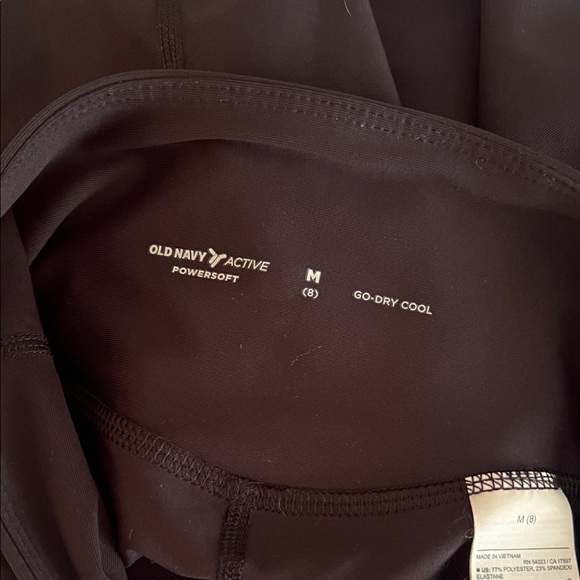 OLD NAVY ACTIVE
POWERSOFT
M
(8)
GO-DRY COOL
M (8)
MADE IN VIETNAM
RN 54023 / CA 17897
US: 77% POLYESTER, 23% SPANDEX/
ELASTANE